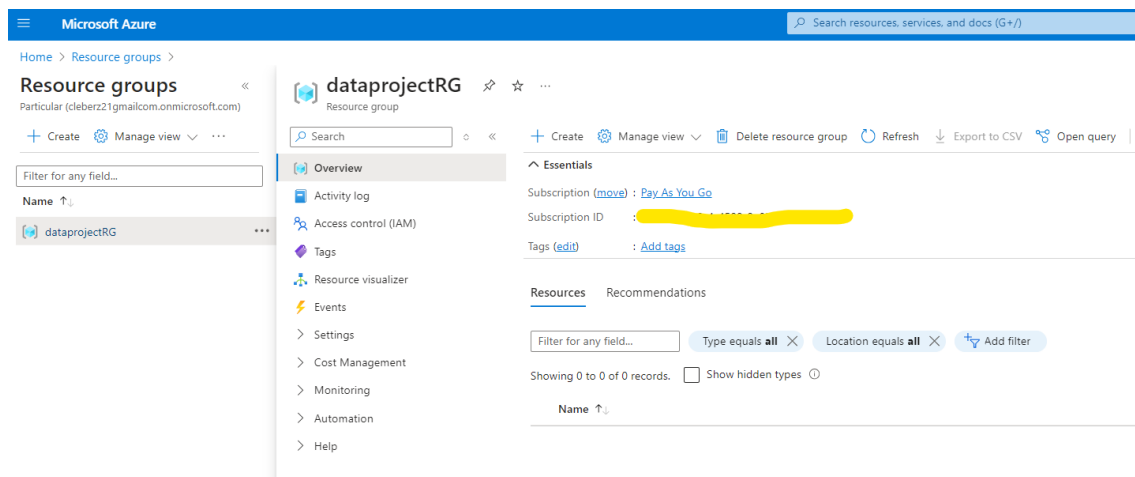 Microsoft Azure
Search resources, services, and docs (G+/)
Home > Resource groups >
Resource groups
Particular (cleberz21gmailcom.onmicrosoft.com)
Create Manage view ...
Filter for any field...
Name ↑↓
dataprojectRG ...
dataprojectRG ...
Resource group
Search
Overview
Activity log
Access control (IAM)
Tags
Resource visualizer
Events
Settings
Cost Management
Monitoring
Automation
Help
Create Manage view Delete resource group Refresh Export to CSV Open query
Essentials
Subscription (move) : Pay As You Go
Subscription ID :
Tags (edit) : Add tags
Resources Recommendations
Filter for any field... Type equals all Location equals all Add filter
Showing 0 to 0 of 0 records. Show hidden types
Name ↑↓